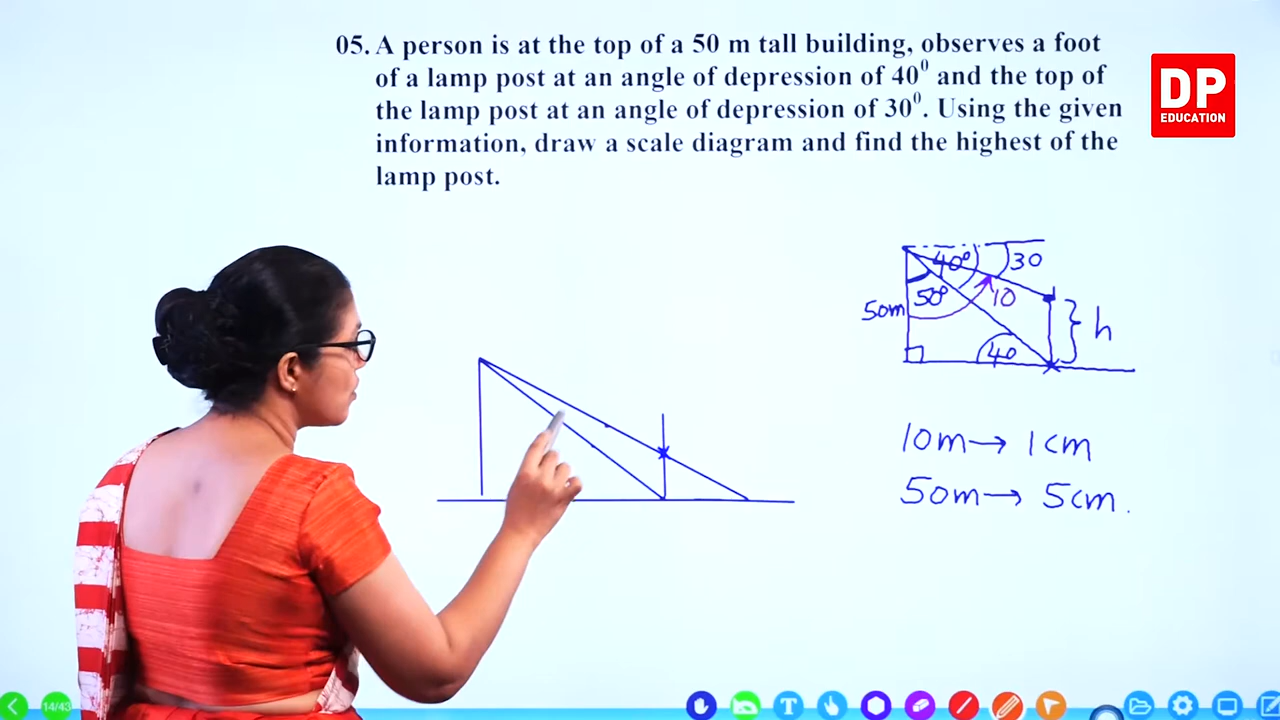 05. A person is at the top of a 50 m tall building, observes a foot
of a lamp post at an angle of depression of 40⁰ and the top of
the lamp post at an angle of depression of 30⁰. Using the given
information, draw a scale diagram and find the highest of the
lamp post.
DP
EDUCATION
40⁰
30
50⁰
10
50m
h
40
10m → 1cm
50m → 5cm.
14/43
T